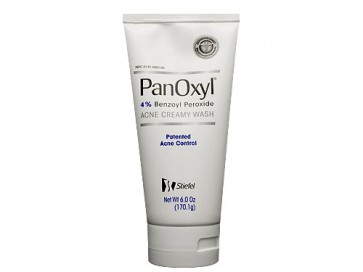 PanOxyl®
4% Benzoyl Peroxide
ACNE CREAMY WASH
Patented
Acne Control
Stiefel
Net Wt 6.0 Oz
(170.1g)